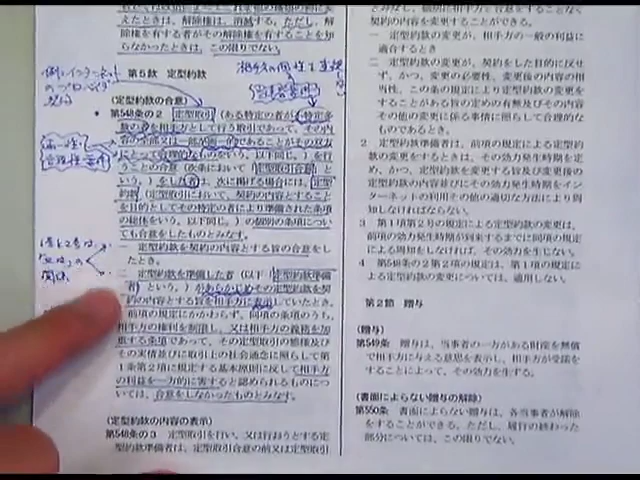 えたときは、解除権は、消滅する。ただし、解
除権を有する者がその解除権を有することを知
らなかったときは、この限りでない。
第5款 定型約款
(定型約款の合意)
第548条の2 定型取引(ある特定の者が不特定多
数の者を相手方として行う取引であって、その内
容の全部又は一部が画一的であることがその双方
にとって合理的なものをいう。以下同じ。)を行
うことの合意(次条において「定型取引合意」と
いう。)をした者は、次に掲げる場合には、定型
約款(定型取引において、契約の内容とすること
を目的としてその特定の者により準備された条項
の総体をいう。以下同じ。)の個別の条項につい
ても合意をしたものとみなす。
一 定型約款を契約の内容とする旨の合意をし
たとき。
二 定型約款を準備した者(以下「定型約款準備
者」という。)があらかじめその定型約款を契
約の内容とする旨を相手方に表示していたとき。
前項の規定にかかわらず、同項の条項のうち、
相手方の権利を制限し、又は相手方の義務を加
重する条項であって、その定型取引の態様及び
その実情並びに取引上の社会通念に照らして第
1条第2項に規定する基本原則に反して相手方
の利益を一方的に害すると認められるものにつ
いては、合意をしなかったものとみなす。
(定型約款の内容の表示)
第548条の3 定型取引を行い、又は行おうとする定
型約款準備者は、定型取引合意の前又は定型取引
契約の内容を変更することができる。
一 定型約款の変更が、相手方の一般の利益に
適合するとき
二 定型約款の変更が、契約をした目的に反せ
ず、かつ、変更の必要性、変更後の内容の相
当性、この条の規定により定型約款の変更を
することがある旨の定めの有無及びその内容
その他の変更に係る事情に照らして合理的な
ものであるとき。
2 定型約款準備者は、前項の規定による定型約款
の変更をするときは、その効力発生時期を定
め、かつ、定型約款を変更する旨及び変更後の
定型約款の内容並びにその効力発生時期をインタ
ーネットの利用その他の適切な方法により周
知しなければならない。
3 第1項第2号の規定による定型約款の変更は、
前項の効力発生時期が到来するまでに同項の規定
による周知をしなければ、その効力を生じない。
4 第548条の2第2項の規定は、第1項の規定による
定型約款の変更については、適用しない。
第2節 贈与
(贈与)
第549条 贈与は、当事者の一方がある財産を無償
で相手方に与える意思を表示し、相手方が受諾を
することによって、その効力を生ずる。
(書面によらない贈与の解除)
第550条 書面によらない贈与は、各当事者が解除
をすることができる。ただし、履行の終わった
部分については、この限りでない。